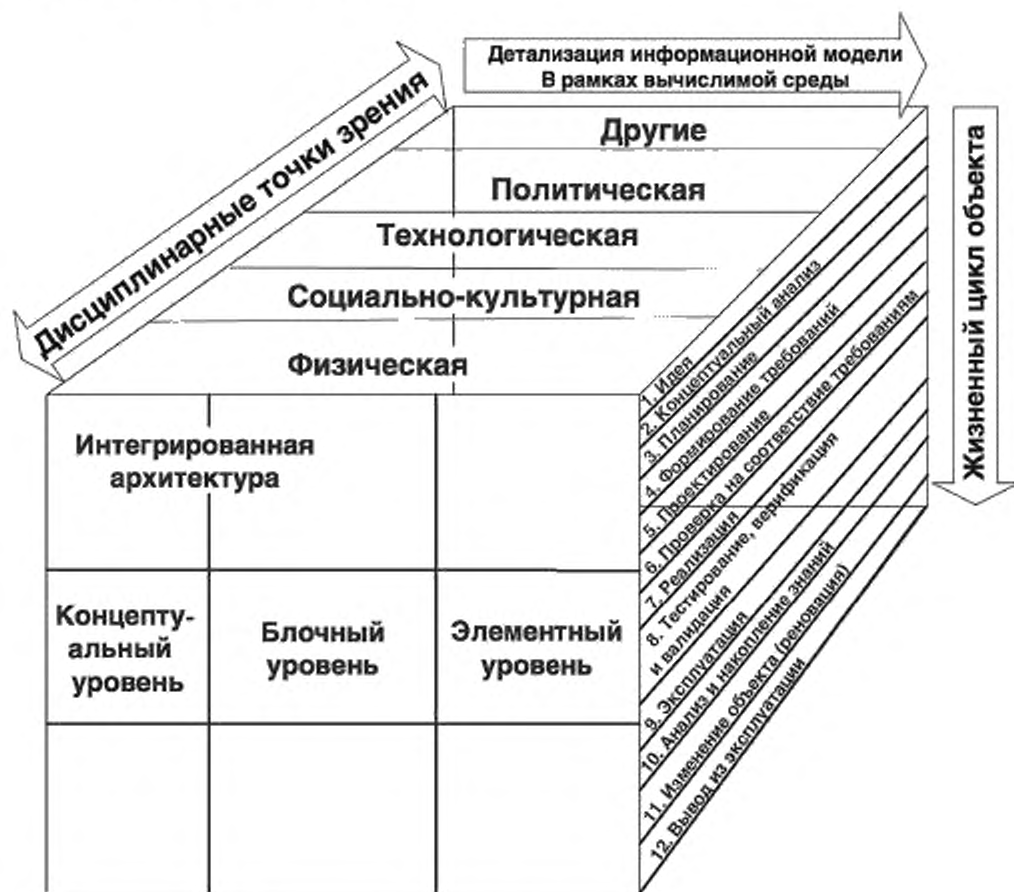 Детализация информационной модели
В рамках вычислимой среды
Дисциплинарные точки зрения
Жизненный цикл объекта
Другие
Политическая
Технологическая
Социально-культурная
Физическая
Интегрированная
архитектура
Концепту-
альный
уровень
Блочный
уровень
Элементный
уровень
1. Идея
2. Концептуальный анализ
3. Планирование
4. Формирование требований
5. Проектирование
6. Проверка на соответствие требованиям
7. Реализация
8. Тестирование, верификация
и валидация
9. Эксплуатация
10. Анализ и накопление знаний
11. Изменение объекта (реновация)
12. Вывод из эксплуатации